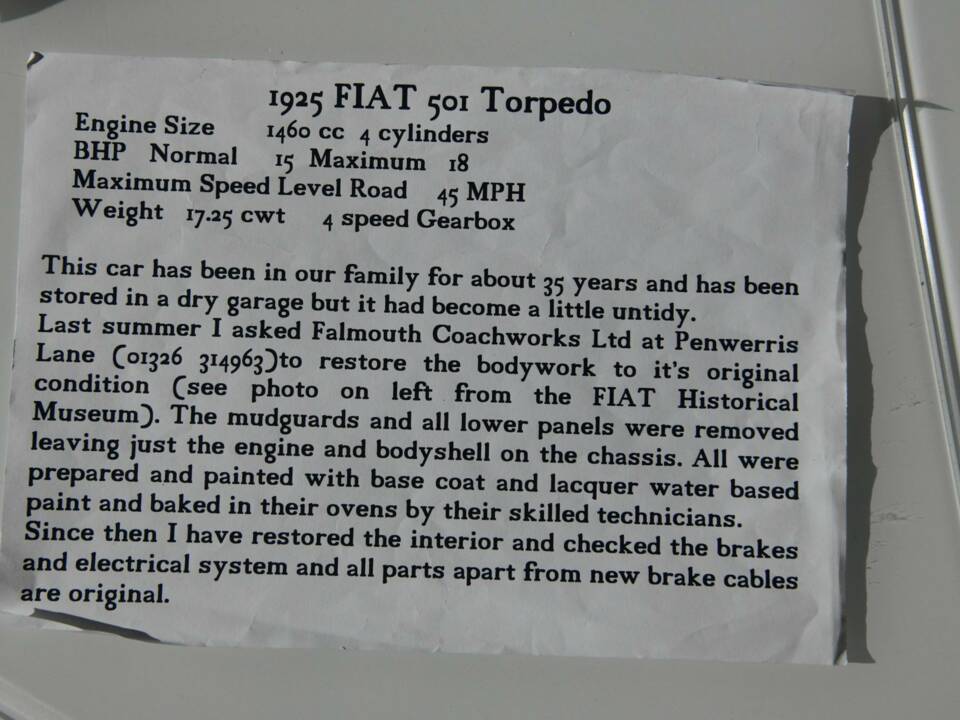 1925 FIAT 501 Torpedo
Engine Size 1460 cc 4 cylinders
BHP Normal 15 Maximum 18
Maximum Speed Level Road 45 MPH
Weight 17.25 cwt 4 speed Gearbox
This car has been in our family for about 35 years and has been
stored in a dry garage but it had become a little untidy.
Last summer I asked Falmouth Coachworks Ltd at Penwerris
Lane (01326 314963)to restore the bodywork to it's original
condition (see photo on left from the FIAT Historical
Museum). The mudguards and all lower panels were removed
leaving just the engine and bodyshell on the chassis. All were
prepared and painted with base coat and lacquer water based
paint and baked in their ovens by their skilled technicians.
Since then I have restored the interior and checked the brakes
and electrical system and all parts apart from new brake cables
are original.